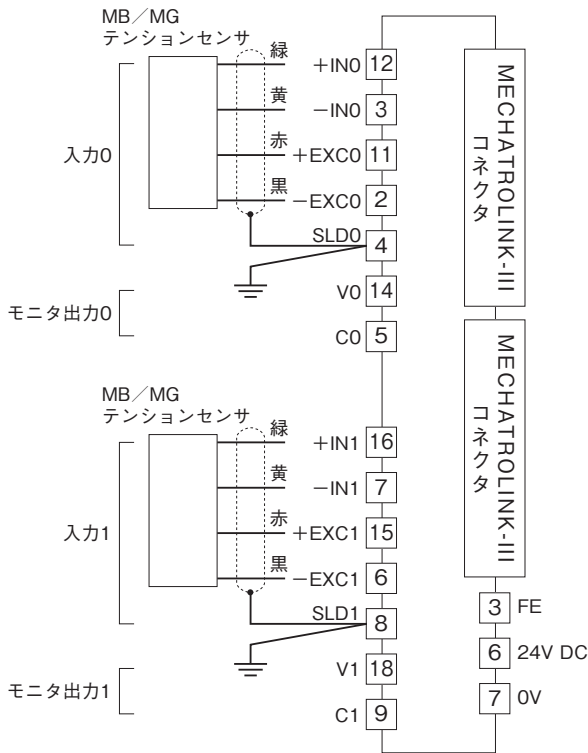 MB／MG
テンションセンサ
緑
＋IN0 12
黄
－IN0 3
入力0
赤
＋EXC0 11
黒
－EXC0 2
SLD0 4
V0 14
モニタ出力0
C0 5
MECHATROLINK-III
コネクタ
MB／MG
テンションセンサ
緑
＋IN1 16
黄
－IN1 7
入力1
赤
＋EXC1 15
黒
－EXC1 6
SLD1 8
V1 18
モニタ出力1
C1 9
MECHATROLINK-III
コネクタ
3 FE
6 24V DC
7 0V